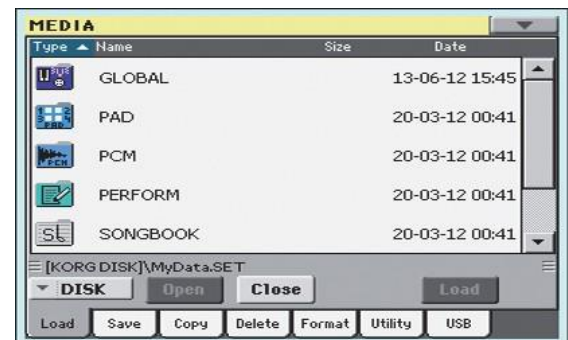 MEDIA
Type Name Size Date
GLOBAL 13-06-12 15:45
PAD 20-03-12 00:41
PCM 20-03-12 00:41
PERFORM 20-03-12 00:41
SONGBOOK 20-03-12 00:41
[KORG DISK]\MyData.SET
DISK Open Close Load
Load Save Copy Delete Format Utility USB